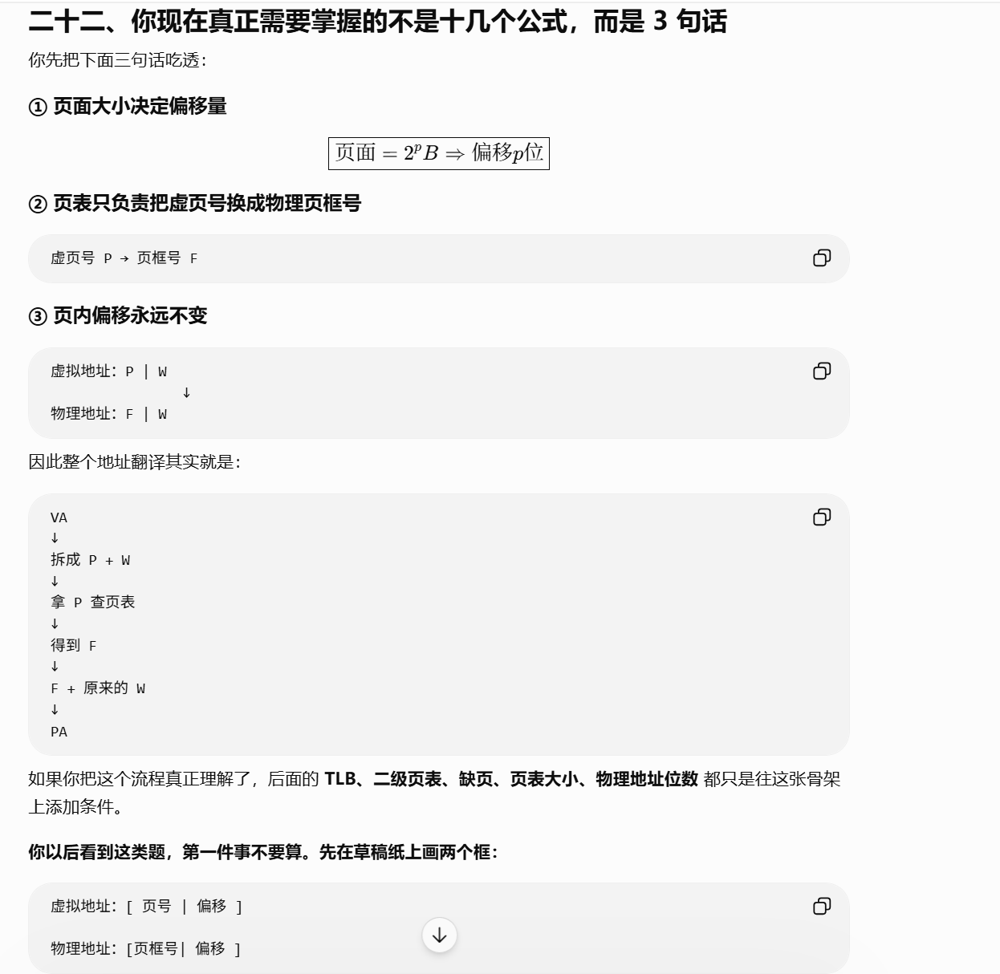 二十二、你现在真正需要掌握的不是十几个公式，而是 3 句话
你先把下面三句话吃透：
① 页面大小决定偏移量
页面 = 2^p B ⇒ 偏移p位
② 页表只负责把虚页号换成物理页框号
虚页号 P → 页框号 F
③ 页内偏移永远不变
虚拟地址：P | W
↓
物理地址：F | W
因此整个地址翻译其实就是：
VA
↓
拆成 P + W
↓
拿 P 查页表
↓
得到 F
↓
F + 原来的 W
↓
PA
如果你把这个流程真正理解了，后面的 TLB、二级页表、缺页、页表大小、物理地址位数 都只是往这张骨架
上添加条件。
你以后看到这类题，第一件事不要算。先在草稿纸上画两个框：
虚拟地址：[ 页号 | 偏移 ]
物理地址：[页框号| 偏移 ]